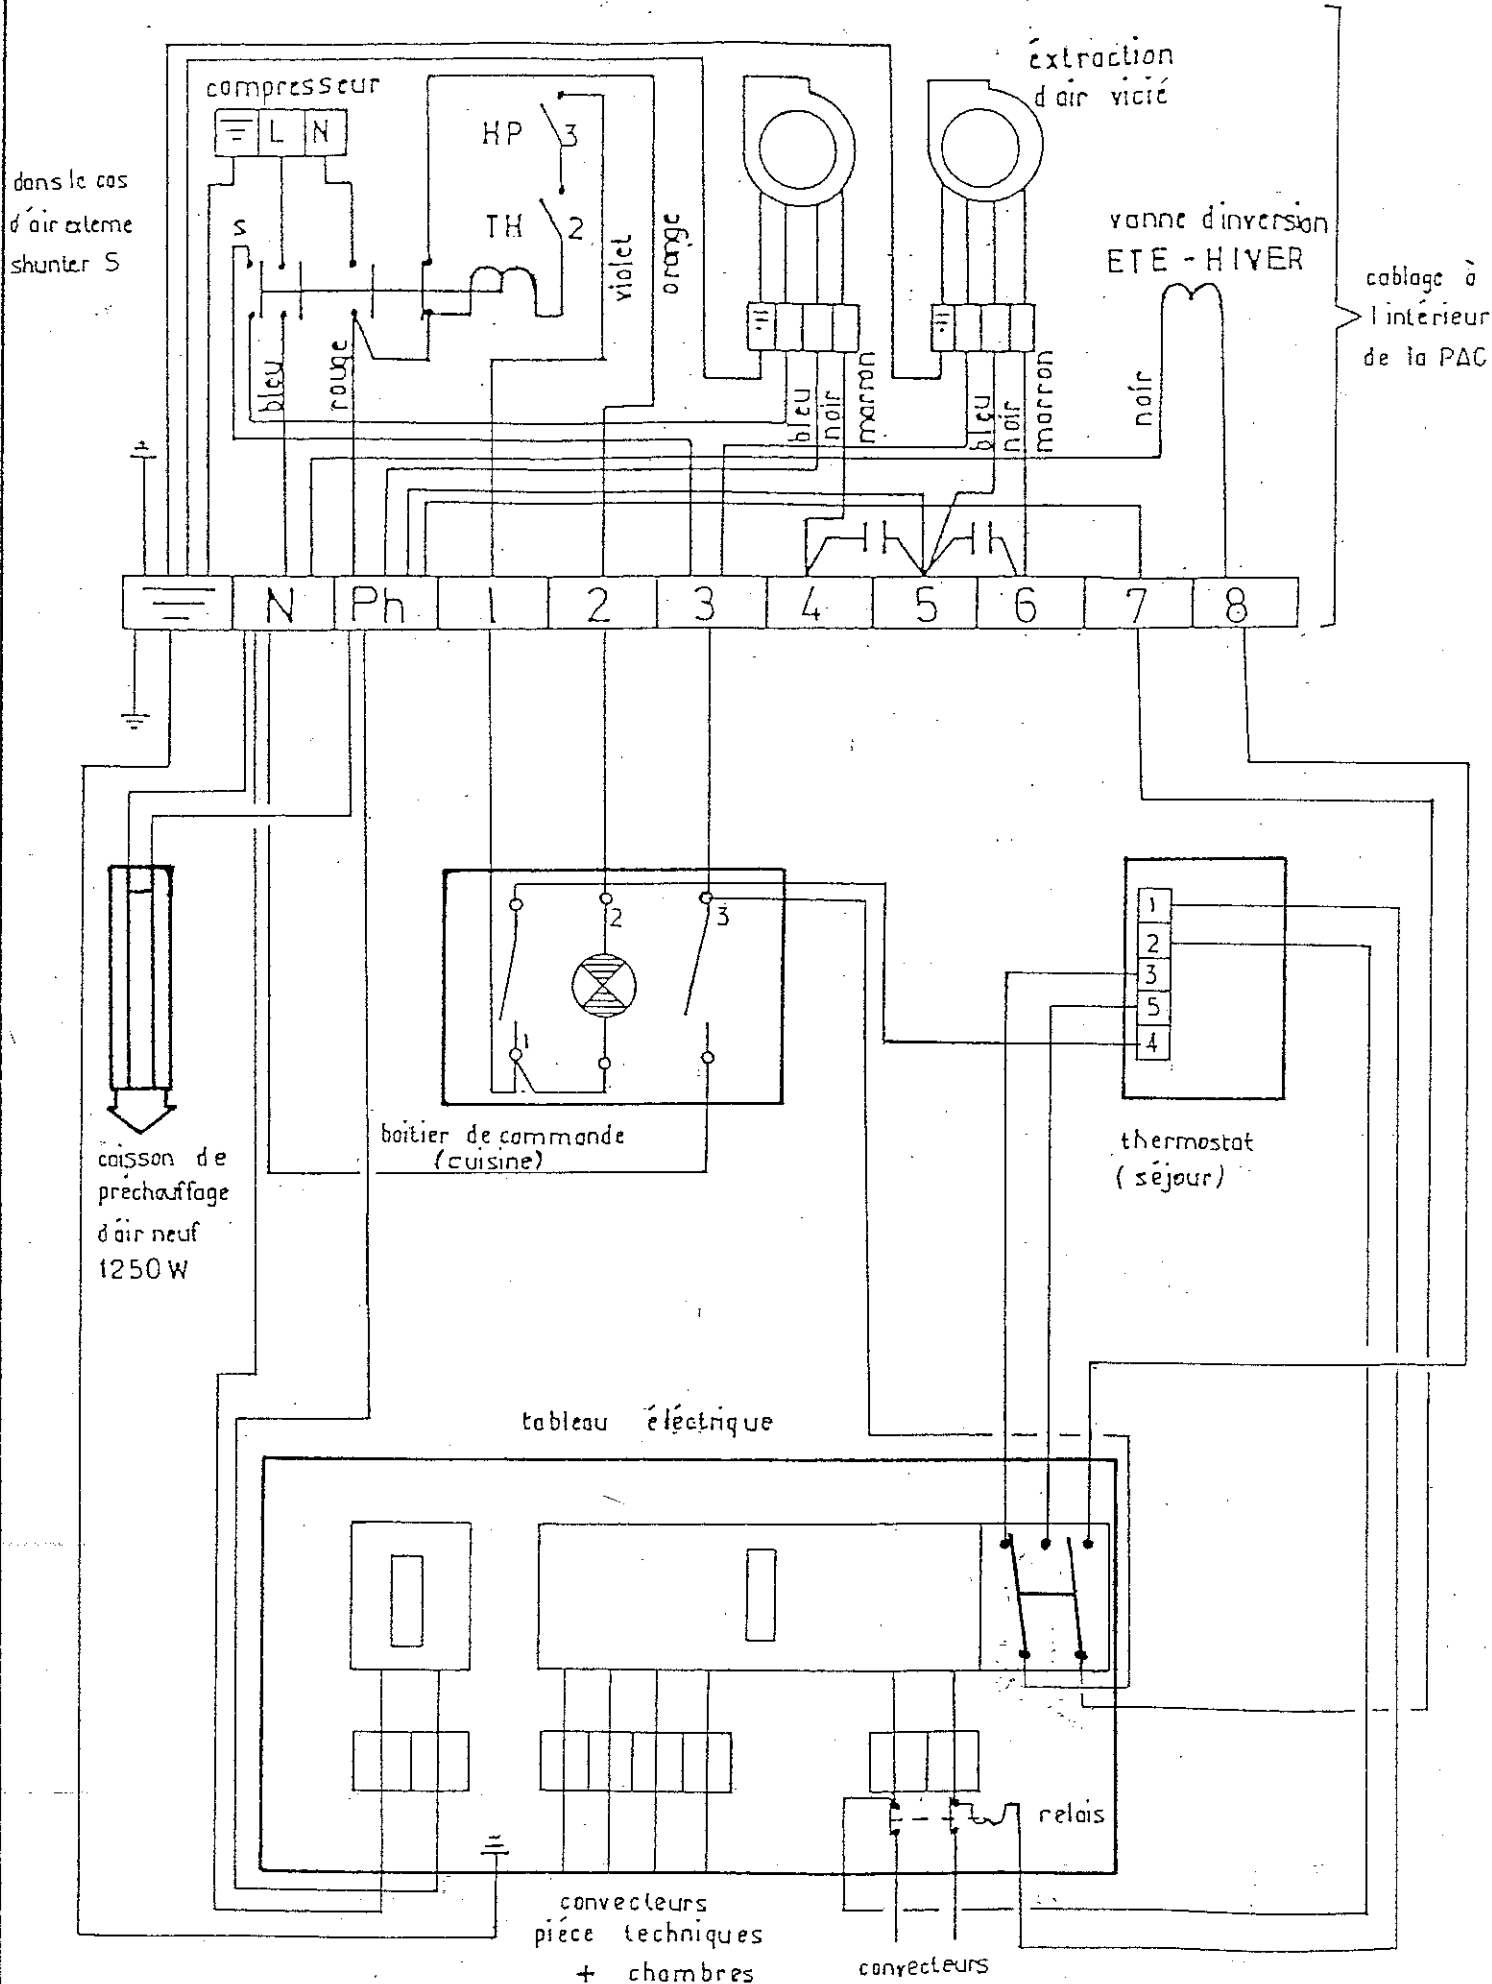 éxtraction
d'air vicié
compresseur
L N
HP 3
dans le cas
d'air externe
shunter S
S
TH 2
violet
orange
vanne d'inversion
ETE - HIVER
cablage à
l'intérieur
de la PAC
bleu
rouge
bleu
noir
marron
bleu
noir
marron
noir
N Ph 1 2 3 4 5 6 7 8
2 3
1
1
2
3
5
4
boitier de commande
(cuisine)
thermostat
(séjour)
caisson de
préchauffage
d'air neuf
1250 W
tableau éléctrique
relais
convecteurs
piéce techniques
+ chambres
convecteurs